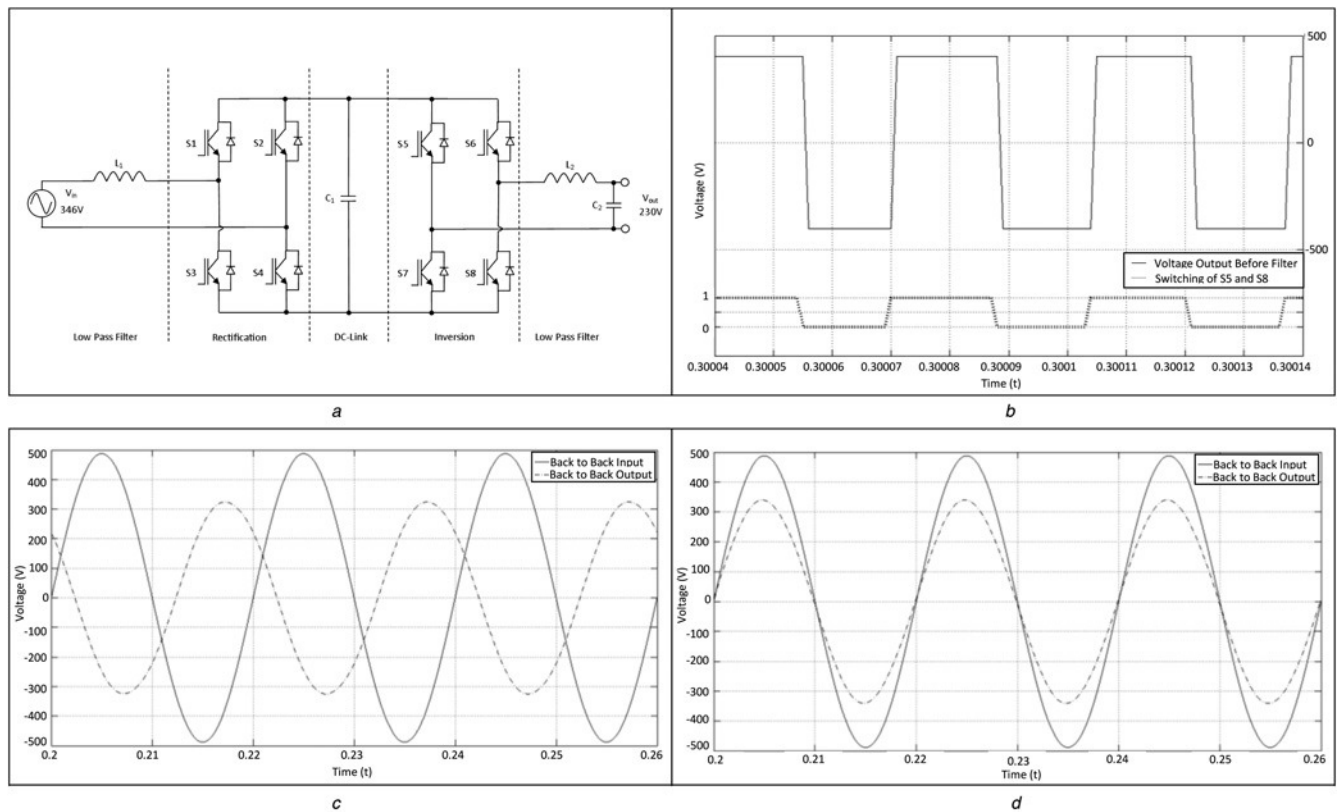 S1
S2
S5
S6
L₁
L₂
Vin
346V
C₁
C₂
Vout
230V
S3
S4
S7
S8
Low Pass Filter
Rectification
DC-Link
Inversion
Low Pass Filter
a
500
0
-500
Voltage (V)
Voltage Output Before Filter
Switching of S5 and S8
1
0
0.30004
0.30005
0.30006
0.30007
0.30008
0.30009
0.3001
0.30011
0.30012
0.30013
0.30014
Time (t)
b
Back to Back Input
Back to Back Output
500
400
300
200
100
0
-100
-200
-300
-400
-500
Voltage (V)
0.2
0.21
0.22
0.23
0.24
0.25
0.26
Time (t)
c
Back to Back Input
Back to Back Output
500
400
300
200
100
0
-100
-200
-300
-400
-500
Voltage (V)
0.2
0.21
0.22
0.23
0.24
0.25
0.26
Time (t)
d